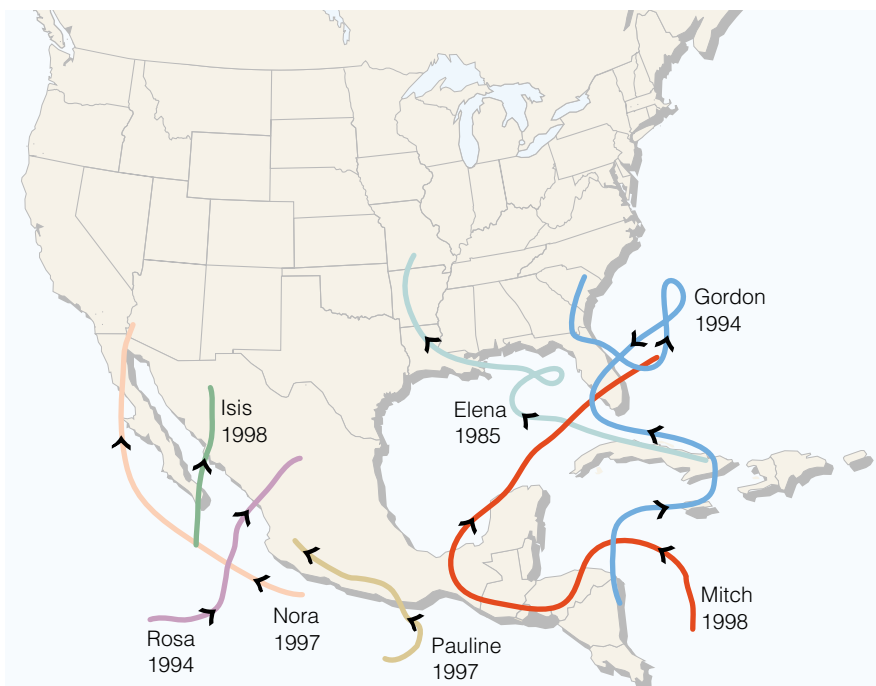 Gordon
1994
Isis
1998
Elena
1985
Mitch
1998
Nora
1997
Rosa
1994
Pauline
1997